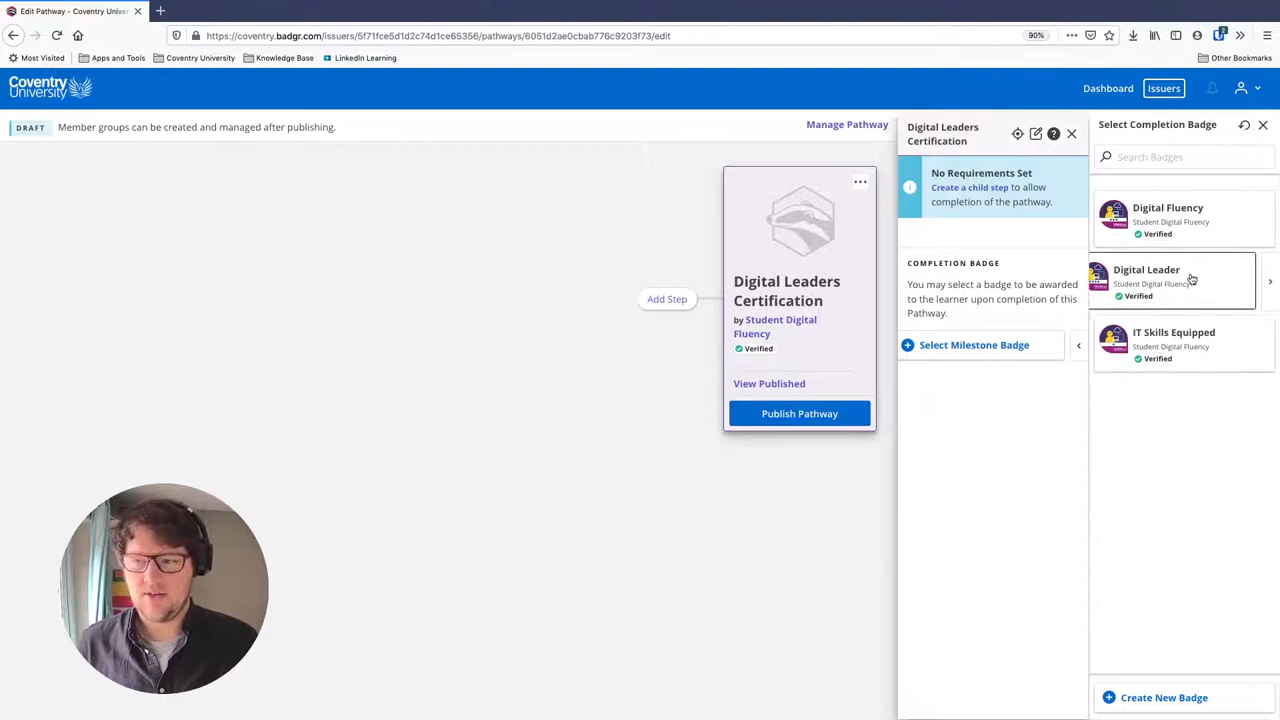 Edit Pathway - Coventry Univer
https://coventry.badgr.com/issuers/5f71fce5d1d2c74d1ce65366/pathways/6051d2ae0cbab776c9203f73/edit
90%
2
Most Visited
Apps and Tools
Coventry University
Knowledge Base
LinkedIn Learning
Other Bookmarks
Coventry
University
Dashboard
Issuers
DRAFT
Member groups can be created and managed after publishing.
Manage Pathway
Add Step
Digital Leaders
Certification
by Student Digital
Fluency
Verified
View Published
Publish Pathway
Digital Leaders
Certification
No Requirements Set
Create a child step to allow
completion of the pathway.
COMPLETION BADGE
You may select a badge to be awarded
to the learner upon completion of this
Pathway.
Select Milestone Badge
Select Completion Badge
Search Badges
Digital Fluency
Student Digital Fluency
Verified
Digital Leader
Student Digital Fluency
Verified
IT Skills Equipped
Student Digital Fluency
Verified
Create New Badge